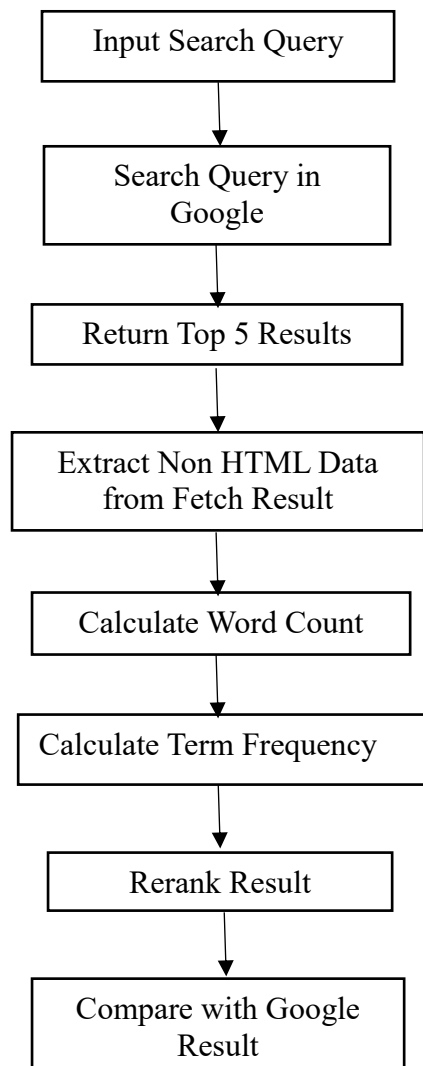 Input Search Query
Search Query in
Google
Return Top 5 Results
Extract Non HTML Data
from Fetch Result
Calculate Word Count
Calculate Term Frequency
Rerank Result
Compare with Google
Result